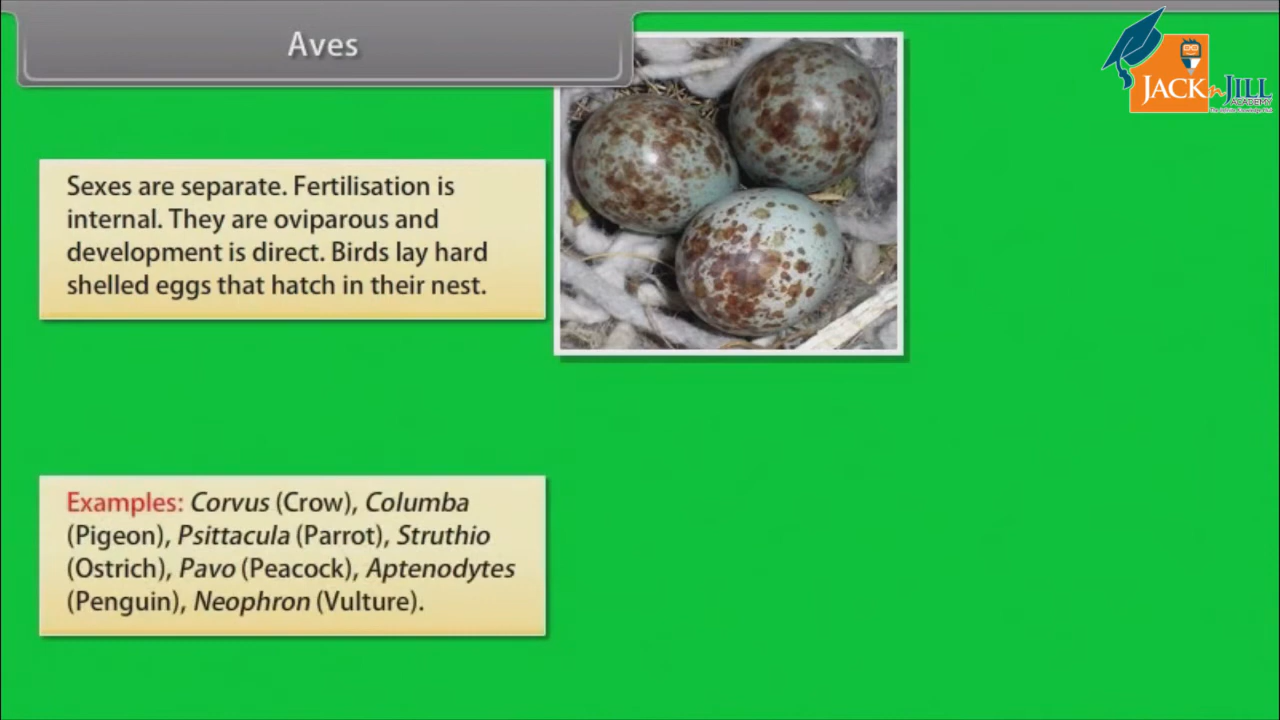 Aves
JACK n JILL
ACADEMY
Sexes are separate. Fertilisation is
internal. They are oviparous and
development is direct. Birds lay hard
shelled eggs that hatch in their nest.
Examples: Corvus (Crow), Columba
(Pigeon), Psittacula (Parrot), Struthio
(Ostrich), Pavo (Peacock), Aptenodytes
(Penguin), Neophron (Vulture).